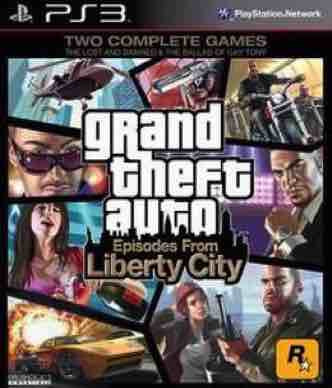 PS3
PlayStation Network
TWO COMPLETE GAMES
THE LOST AND DAMNED & THE BALLAD OF GAY TONY
grand
theft
auto
Episodes From
Liberty City
R